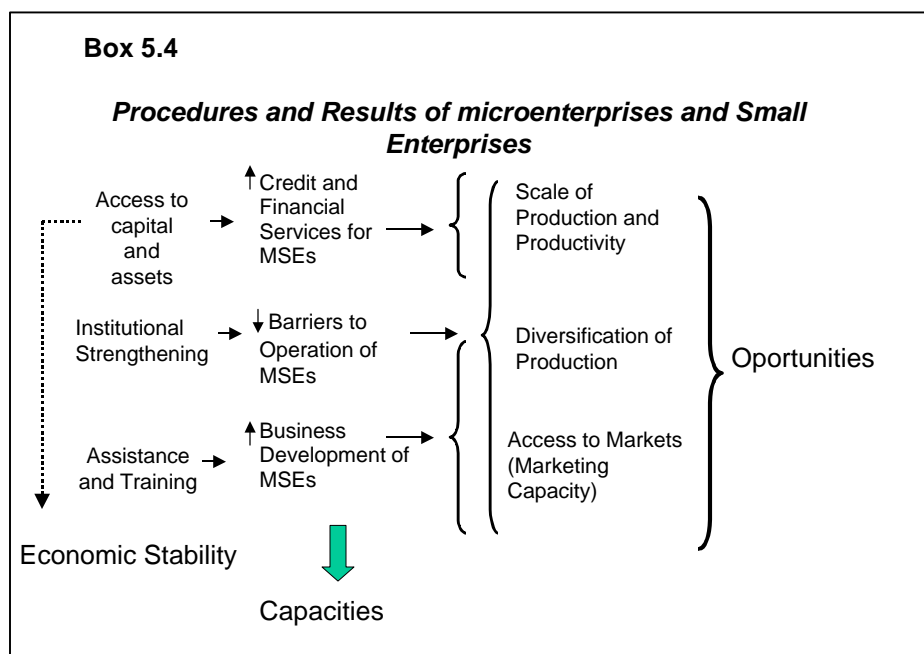 Box 5.4
Procedures and Results of microenterprises and Small
Enterprises
Access to
capital
and
assets
Credit and
Financial
Services for
MSEs
Scale of
Production and
Productivity
Institutional
Strengthening
Barriers to
Operation of
MSEs
Diversification of
Production
Oportunities
Assistance
and Training
Business
Development of
MSEs
Access to Markets
(Marketing
Capacity)
Economic Stability
Capacities